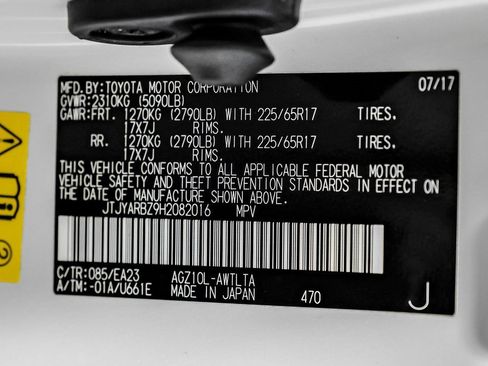 MFD.BY:TOYOTA MOTOR CORPORATION 07/17
GVWR:2310KG (5090LB)
GAWR:FRT. 1270KG (2790LB) WITH 225/65R17 TIRES.
17X7J RIMS.
RR. 1270KG (2790LB) WITH 225/65R17 TIRES.
17X7J RIMS.
THIS VEHICLE CONFORMS TO ALL APPLICABLE FEDERAL MOTOR
VEHICLE SAFETY AND THEFT PREVENTION STANDARDS IN EFFECT ON
THE DATE OF MANUFACTURE SHOWN ABOVE.
JTJYARBZ9H2082016 MPV
C/TR:085/EA23 AGZ10L-AWTLTA
A/TM:-01A/U661E MADE IN JAPAN 470 J
2